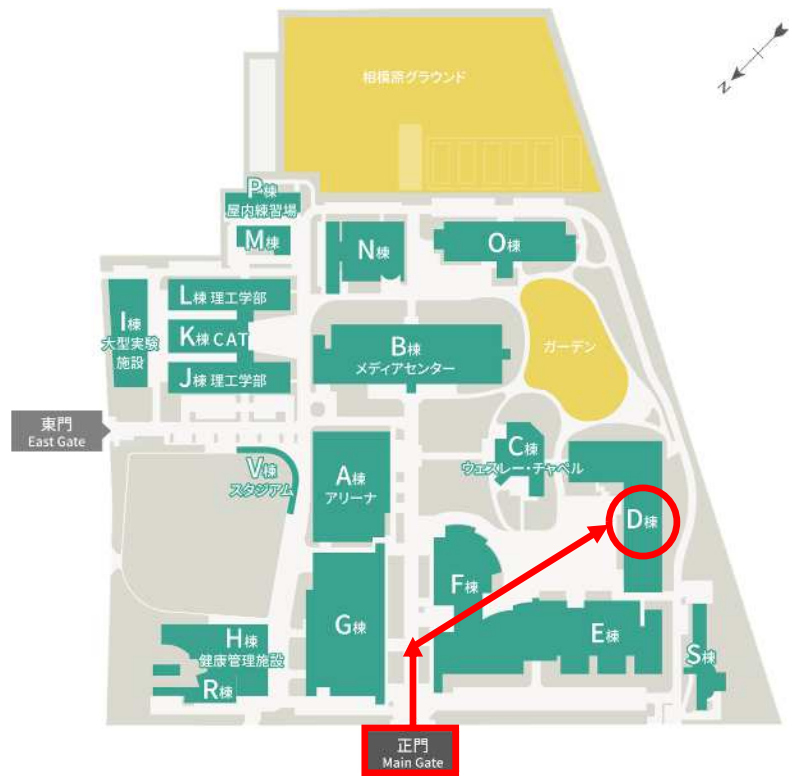 相模原グラウンド
N
P棟
屋内練習場
M棟
N棟
O棟
L棟 理工学部
I棟
大型実験
施設
K棟 CAT
J棟 理工学部
B棟
メディアセンター
ガーデン
東門
East Gate
V棟
スタジアム
A棟
アリーナ
C棟
ウェスレー・チャペル
D棟
F棟
G棟
E棟
H棟
健康管理施設
R棟
S棟
正門
Main Gate